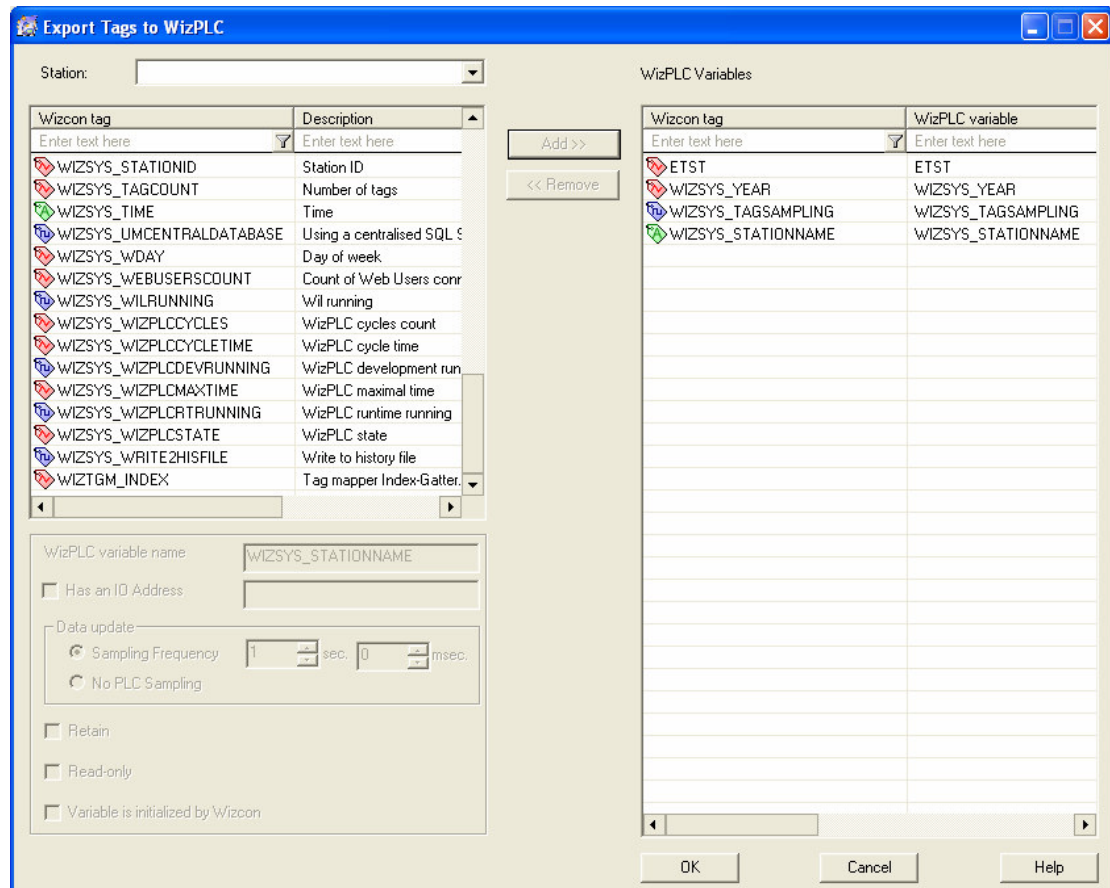 Export Tags to WizPLC
Station:
Wizcon tag Description
Enter text here Enter text here
WIZSYS_STATIONID Station ID
WIZSYS_TAGCOUNT Number of tags
WIZSYS_TIME Time
WIZSYS_UMCENTRALDATABASE Using a centralised SQL S
WIZSYS_WDAY Day of week
WIZSYS_WEBUSERSCOUNT Count of Web Users conr
WIZSYS_WILRUNNING Wil running
WIZSYS_WIZPLCCYCLES WizPLC cycles count
WIZSYS_WIZPLCCYCLETIME WizPLC cycle time
WIZSYS_WIZPLCDEVRUNNING WizPLC development run
WIZSYS_WIZPLCMAXTIME WizPLC maximal time
WIZSYS_WIZPLCRTRUNNING WizPLC runtime running
WIZSYS_WIZPLCSTATE WizPLC state
WIZSYS_WRITE2HISFILE Write to history file
WIZTGM_INDEX Tag mapper Index-Gatter.
WizPLC variable name WIZSYS_STATIONNAME
Has an IO Address
Data update
Sampling Frequency 1 sec. 0 msec.
No PLC Sampling
Retain
Read-only
Variable is initialized by Wizcon
Add >>
<< Remove
WizPLC Variables
Wizcon tag WizPLC variable
Enter text here Enter text here
ETST ETST
WIZSYS_YEAR WIZSYS_YEAR
WIZSYS_TAGSAMPLING WIZSYS_TAGSAMPLING
WIZSYS_STATIONNAME WIZSYS_STATIONNAME
OK Cancel Help